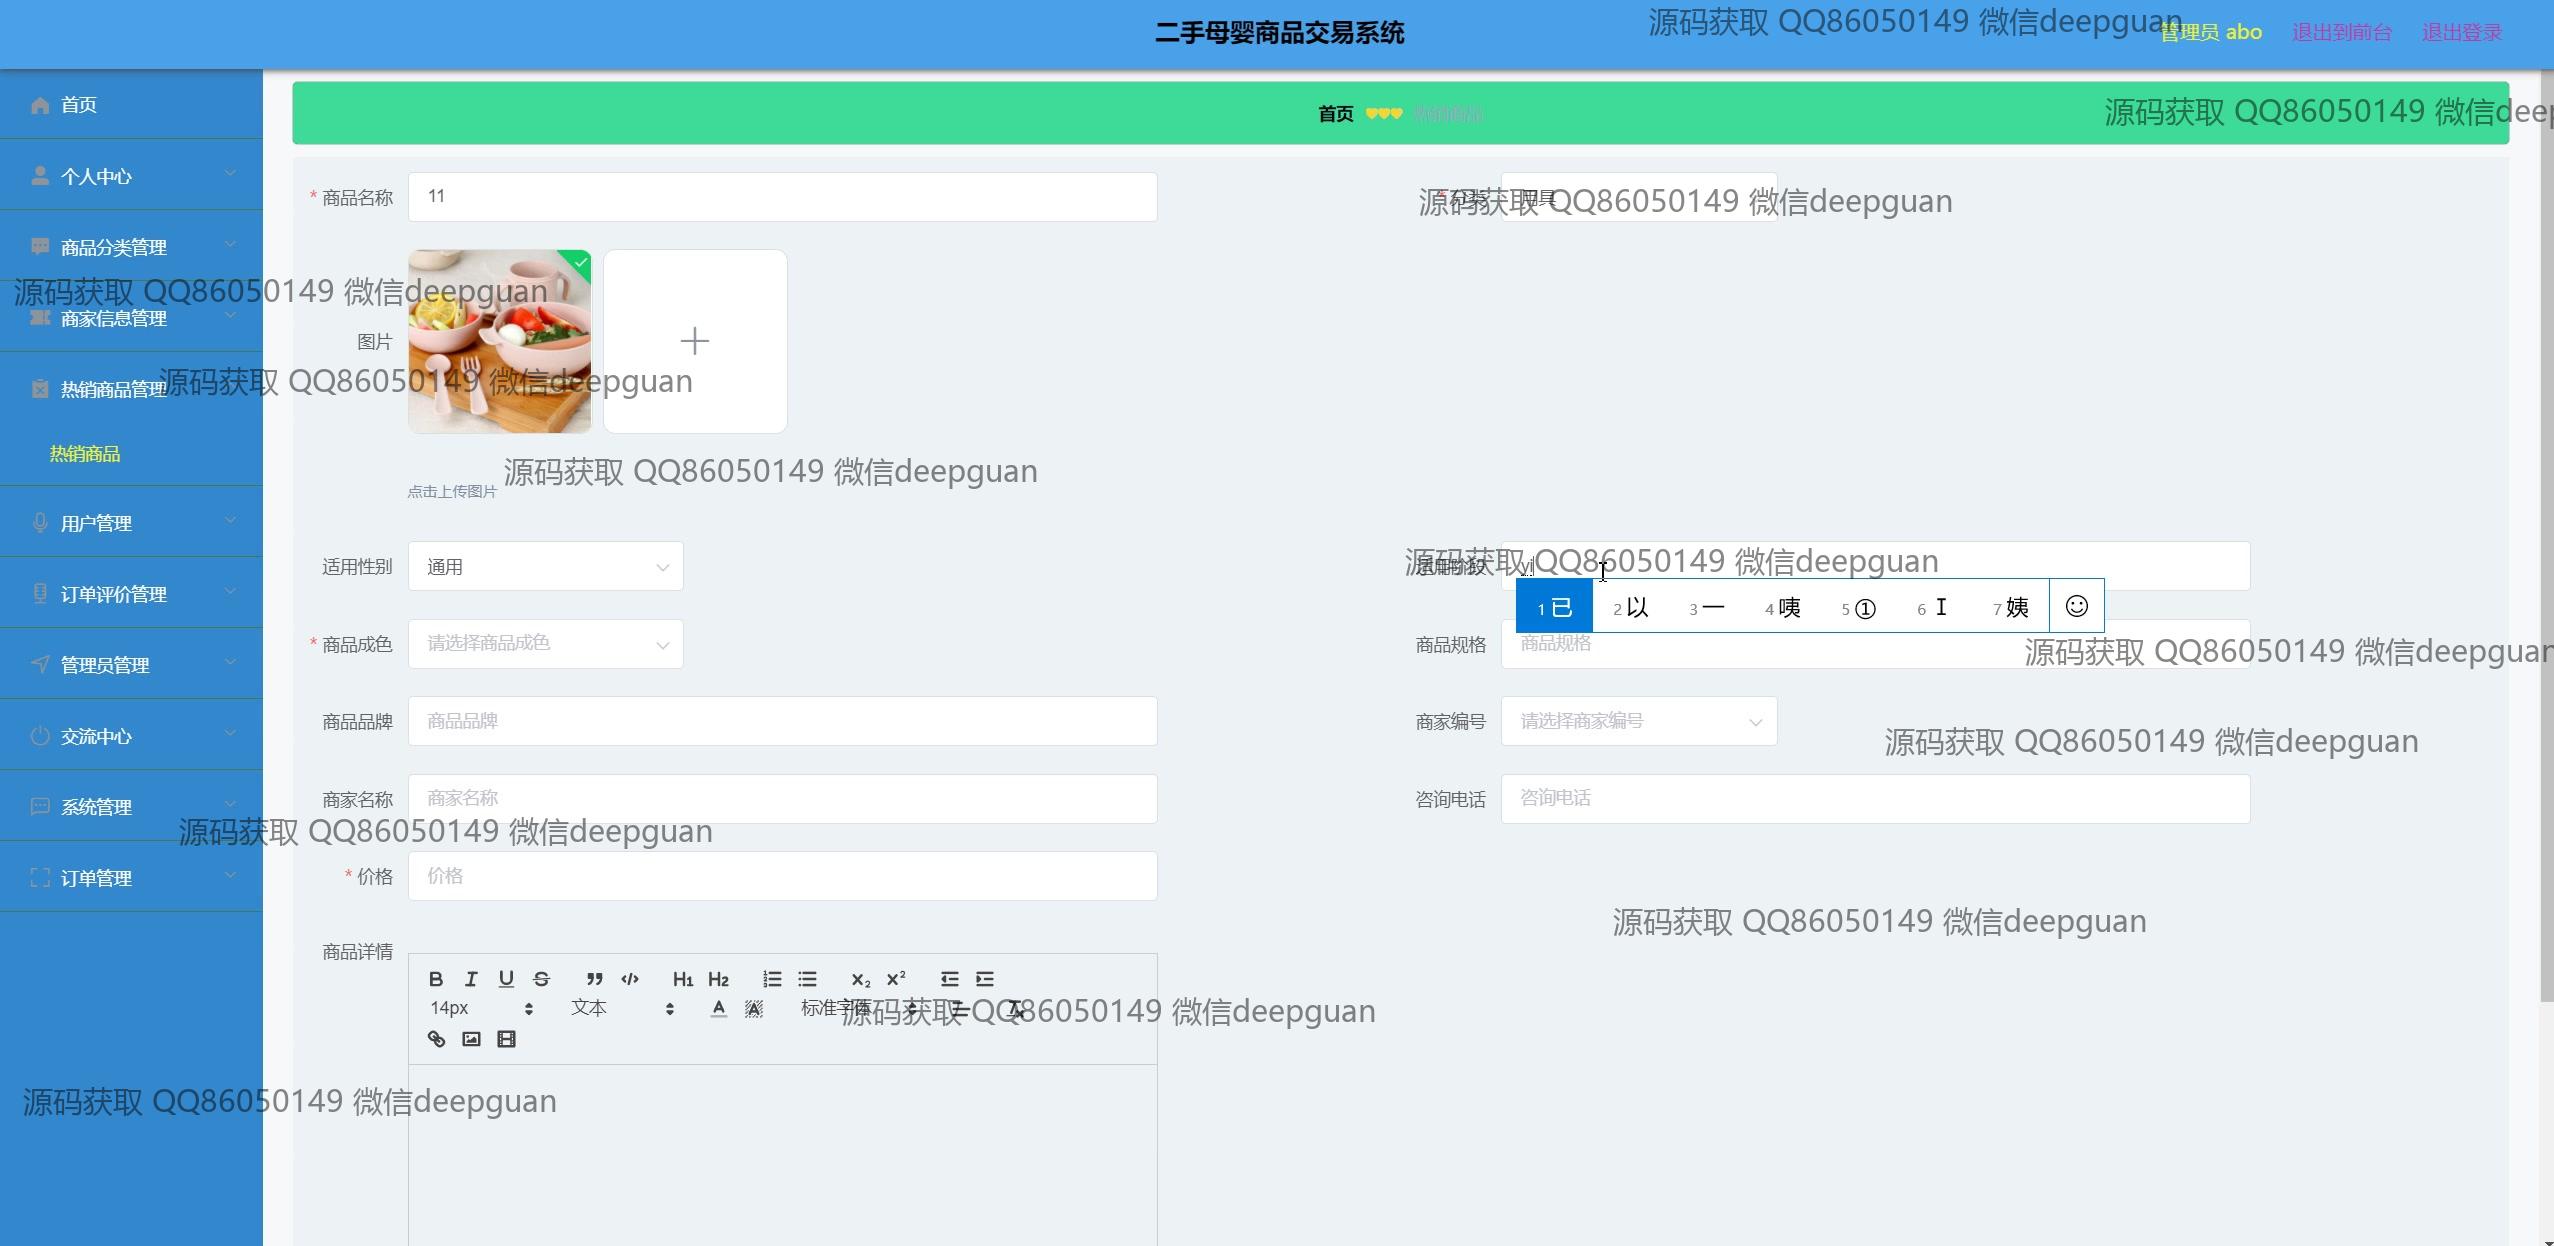 二手母婴商品交易系统
源码获取 QQ86050149 微信deepguan
管理员 abo
退出到前台
退出登录
首页
首页
热销商品
源码获取 QQ86050149 微信deep
个人中心
* 商品名称
11
* 分类
用具
源码获取 QQ86050149 微信deepguan
商品分类管理
源码获取 QQ86050149 微信deepguan
商家信息管理
图片
热销商品管理
源码获取 QQ86050149 微信deepguan
热销商品
源码获取 QQ86050149 微信deepguan
点击上传图片
用户管理
适用性别
通用
适用阶段
yi
源码获取 QQ86050149 微信deepguan
1 已 2 以 3 一 4 咦 5 ① 6 I 7 姨
订单评价管理
* 商品成色
请选择商品成色
商品规格
商品规格
源码获取 QQ86050149 微信deepguan
管理员管理
商品品牌
商品品牌
商家编号
请选择商家编号
交流中心
源码获取 QQ86050149 微信deepguan
商家名称
商家名称
咨询电话
咨询电话
系统管理
源码获取 QQ86050149 微信deepguan
* 价格
价格
订单管理
源码获取 QQ86050149 微信deepguan
商品详情
B I U S H1 H2 X2 X2
14px
文本
标准字体
源码获取 QQ86050149 微信deepguan
源码获取 QQ86050149 微信deepguan